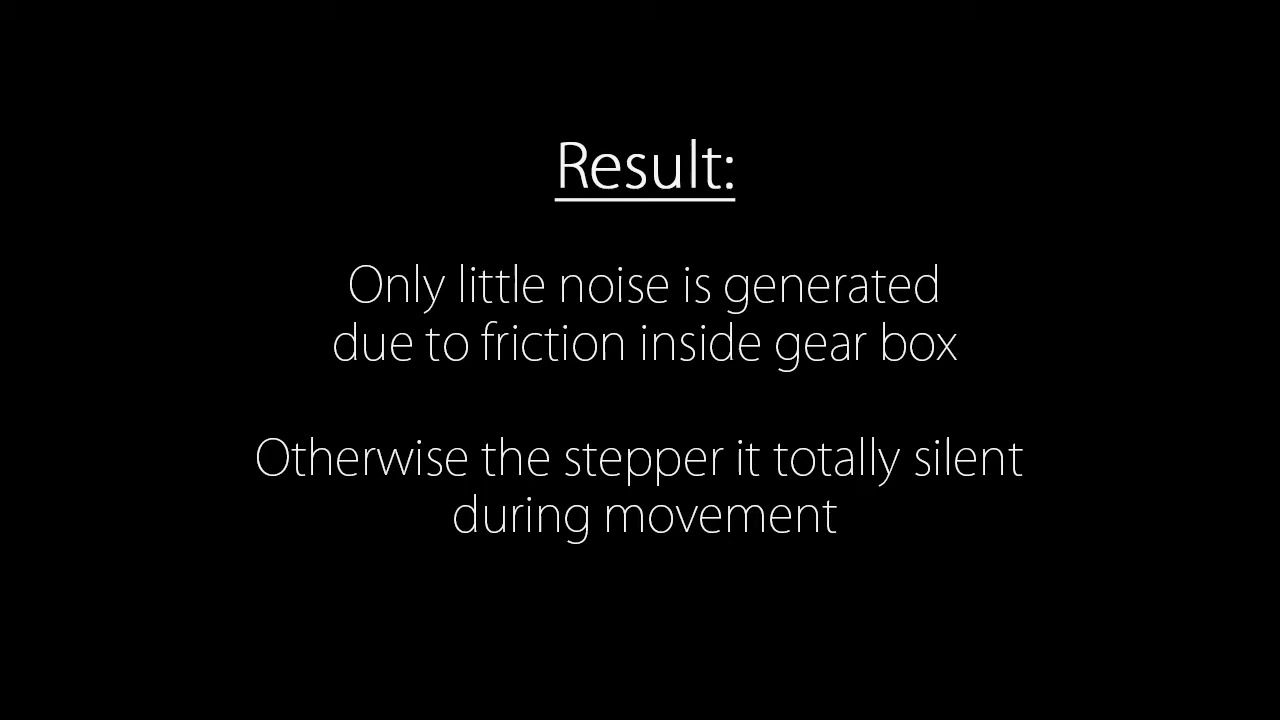 Result:
Only little noise is generated
due to friction inside gear box
Otherwise the stepper it totally silent
during movement